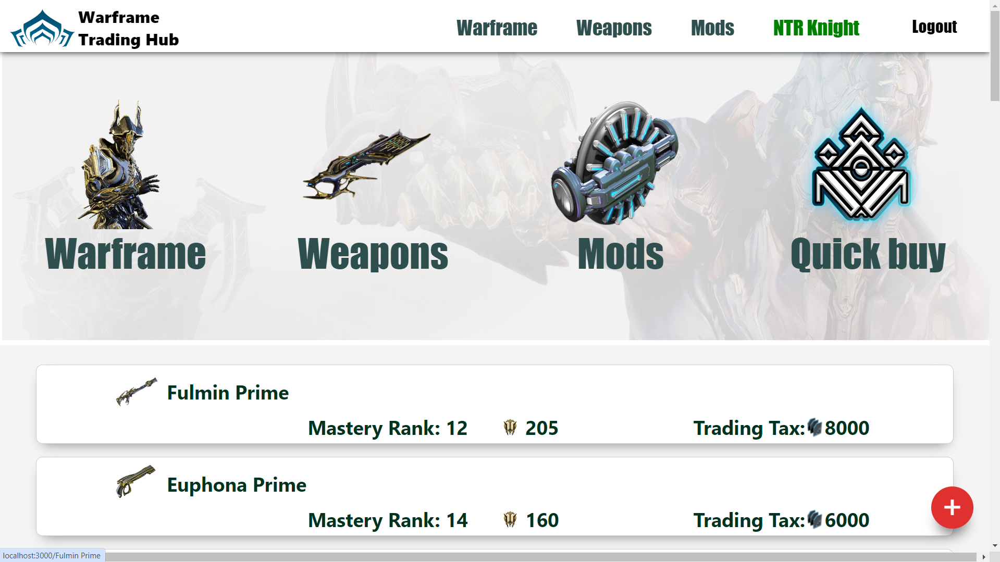 Warframe
Trading Hub
Warframe
Weapons
Mods
NTR Knight
Logout
Warframe
Weapons
Mods
Quick buy
Fulmin Prime
Mastery Rank: 12
205
Trading Tax: 8000
Euphona Prime
Mastery Rank: 14
160
Trading Tax: 6000
+
localhost:3000/Fulmin Prime